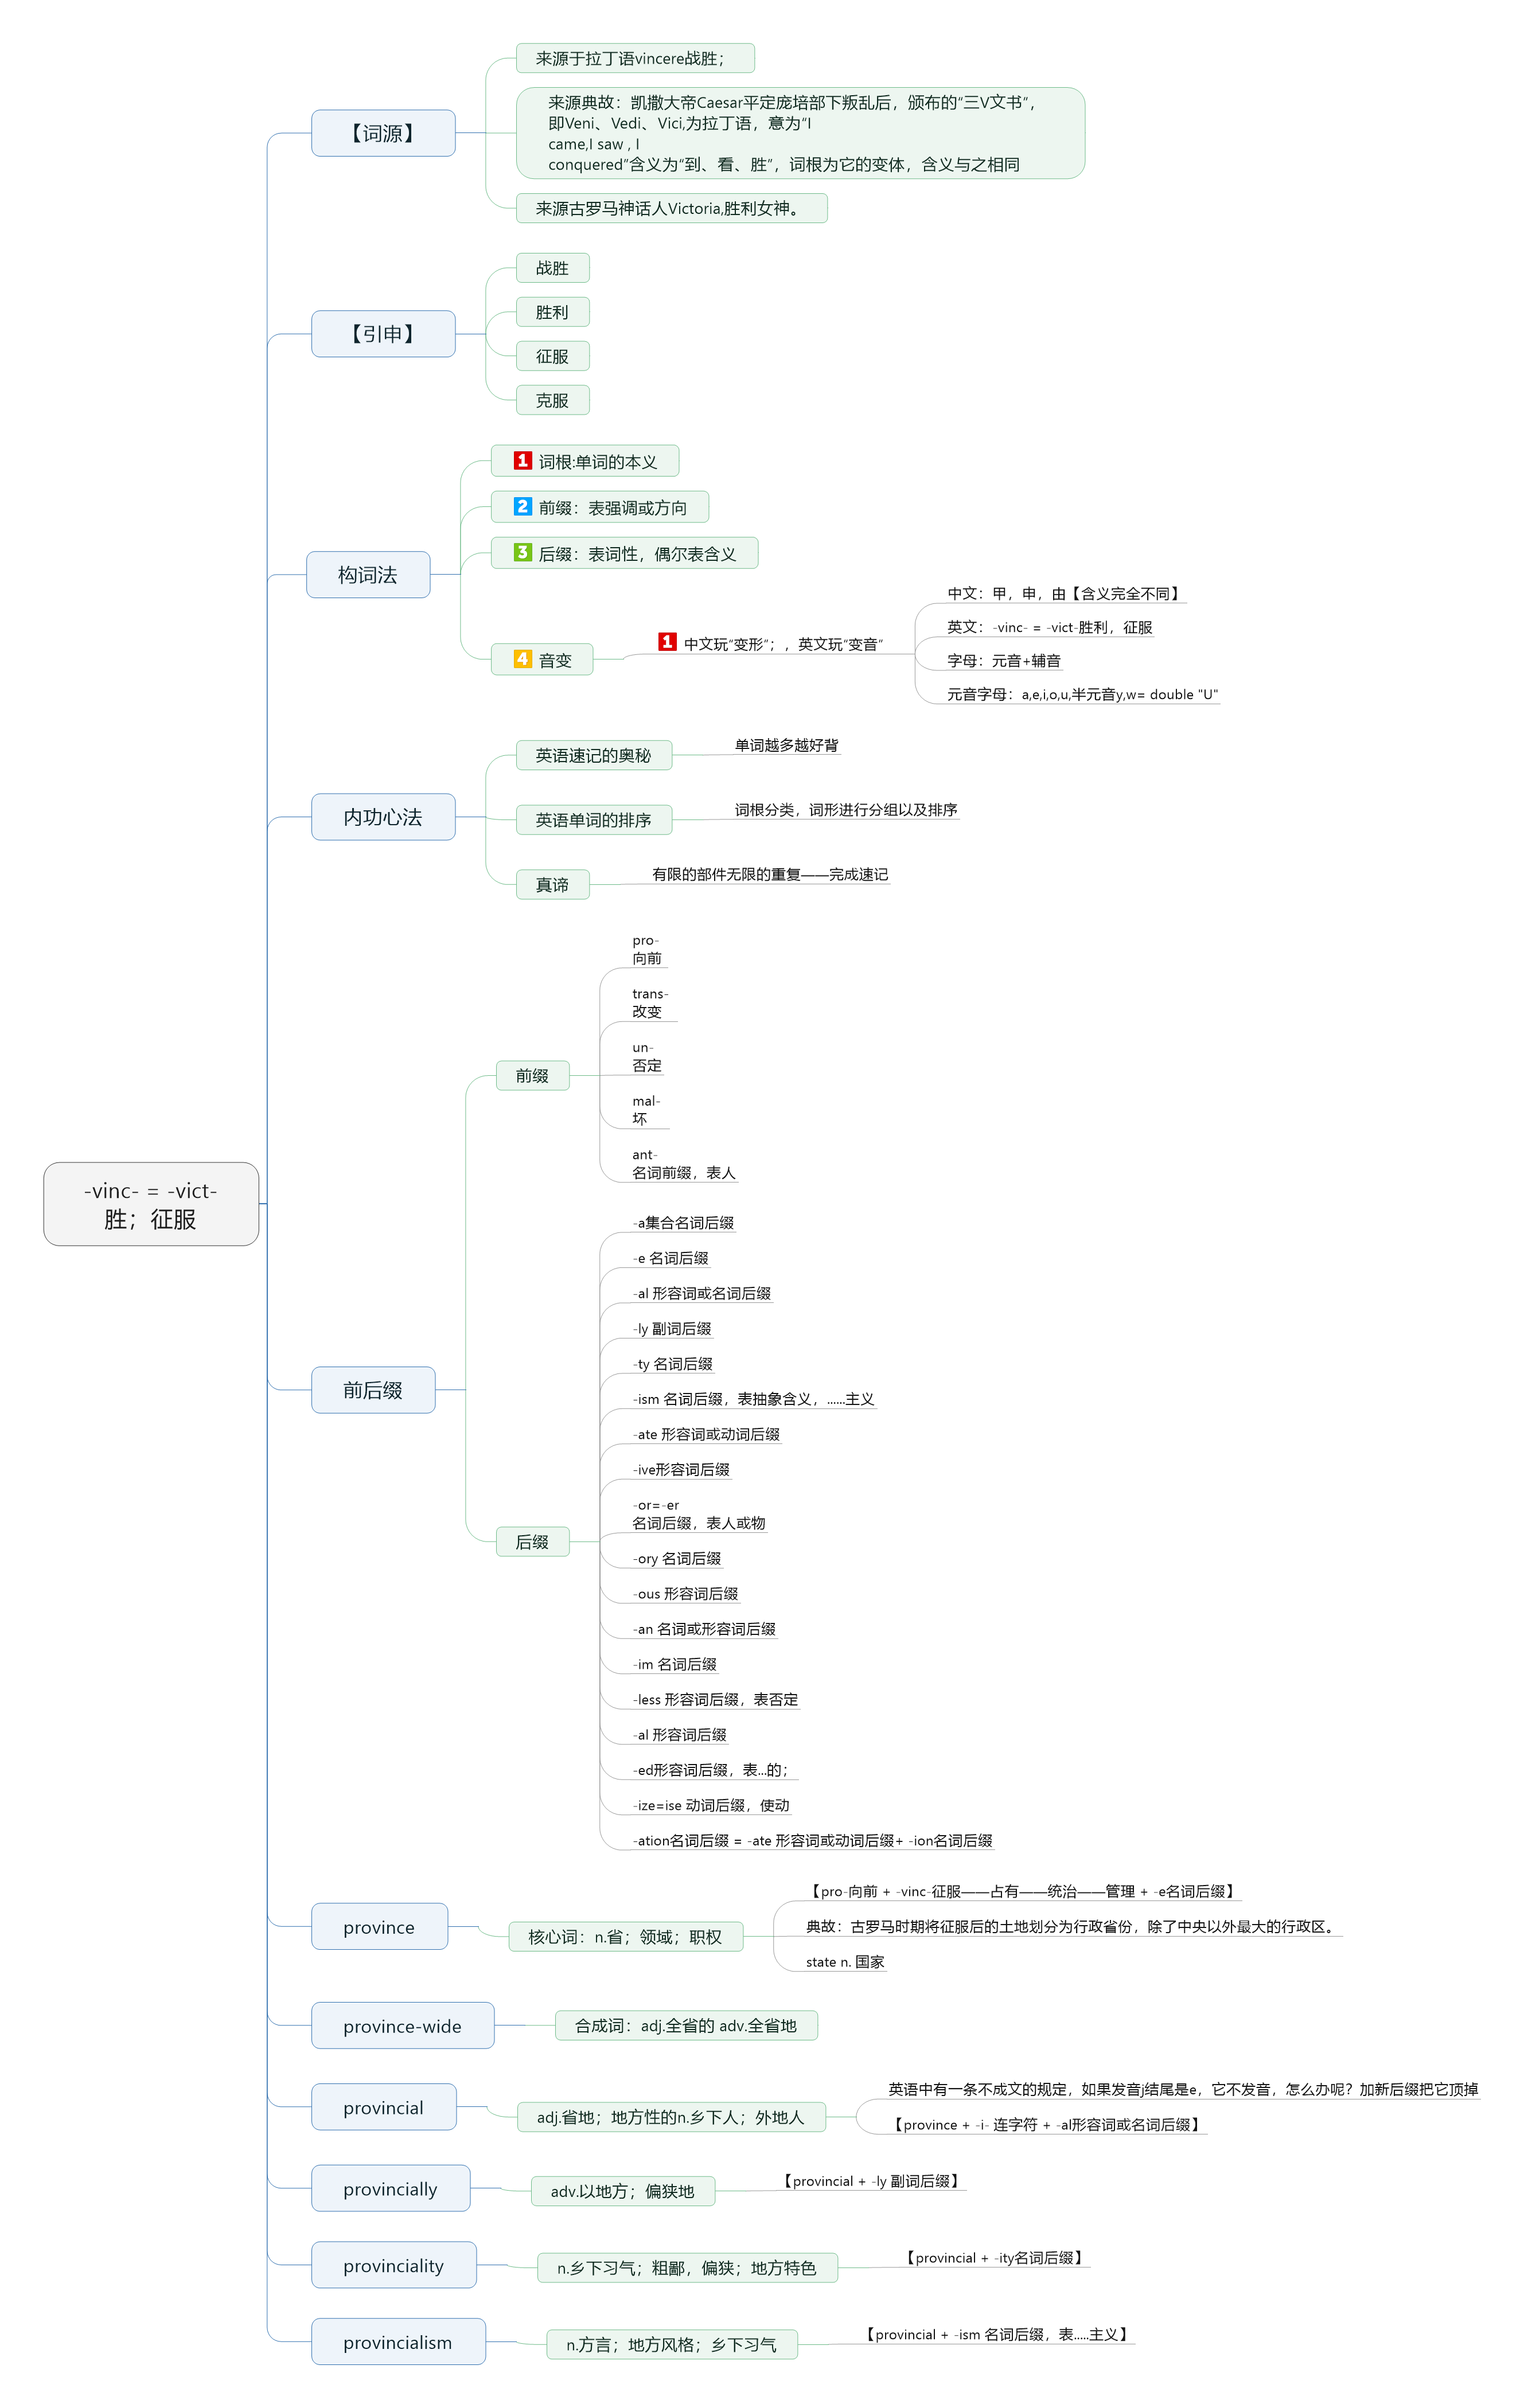 -vinc- = -vict-
胜；征服
【词源】
来源于拉丁语vincere战胜；
来源典故：凯撒大帝Caesar平定庞培部下叛乱后，颁布的“三V文书”，
即Veni、Vedi、Vici,为拉丁语，意为“I
came,I saw , I
conquered”含义为“到、看、胜”，词根为它的变体，含义与之相同
来源古罗马神话人Victoria,胜利女神。
【引申】
战胜
胜利
征服
克服
构词法
1 词根:单词的本义
2 前缀：表强调或方向
3 后缀：表词性，偶尔表含义
4 音变
1 中文玩“变形”；，英文玩“变音”
中文：甲，申，由【含义完全不同】
英文：-vinc- = -vict-胜利，征服
字母：元音+辅音
元音字母：a,e,i,o,u,半元音y,w= double "U"
内功心法
英语速记的奥秘
单词越多越好背
英语单词的排序
词根分类，词形进行分组以及排序
真谛
有限的部件无限的重复——完成速记
前后缀
前缀
pro-
向前
trans-
改变
un-
否定
mal-
坏
ant-
名词前缀，表人
后缀
-a集合名词后缀
-e 名词后缀
-al 形容词或名词后缀
-ly 副词后缀
-ty 名词后缀
-ism 名词后缀，表抽象含义，......主义
-ate 形容词或动词后缀
-ive形容词后缀
-or=-er
名词后缀，表人或物
-ory 名词后缀
-ous 形容词后缀
-an 名词或形容词后缀
-im 名词后缀
-less 形容词后缀，表否定
-al 形容词后缀
-ed形容词后缀，表...的；
-ize=ise 动词后缀，使动
-ation名词后缀 = -ate 形容词或动词后缀+ -ion名词后缀
province
核心词：n.省；领域；职权
【pro-向前 + -vinc-征服——占有——统治——管理 + -e名词后缀】
典故：古罗马时期将征服后的土地划分为行政省份，除了中央以外最大的行政区。
state n. 国家
province-wide
合成词：adj.全省的 adv.全省地
provincial
adj.省地；地方性的n.乡下人；外地人
英语中有一条不成文的规定，如果发音j结尾是e，它不发音，怎么办呢？加新后缀把它顶掉
【province + -i- 连字符 + -al形容词或名词后缀】
provincially
adv.以地方；偏狭地
【provincial + -ly 副词后缀】
provinciality
n.乡下习气；粗鄙，偏狭；地方特色
【provincial + -ity名词后缀】
provincialism
n.方言；地方风格；乡下习气
【provincial + -ism 名词后缀，表.....主义】